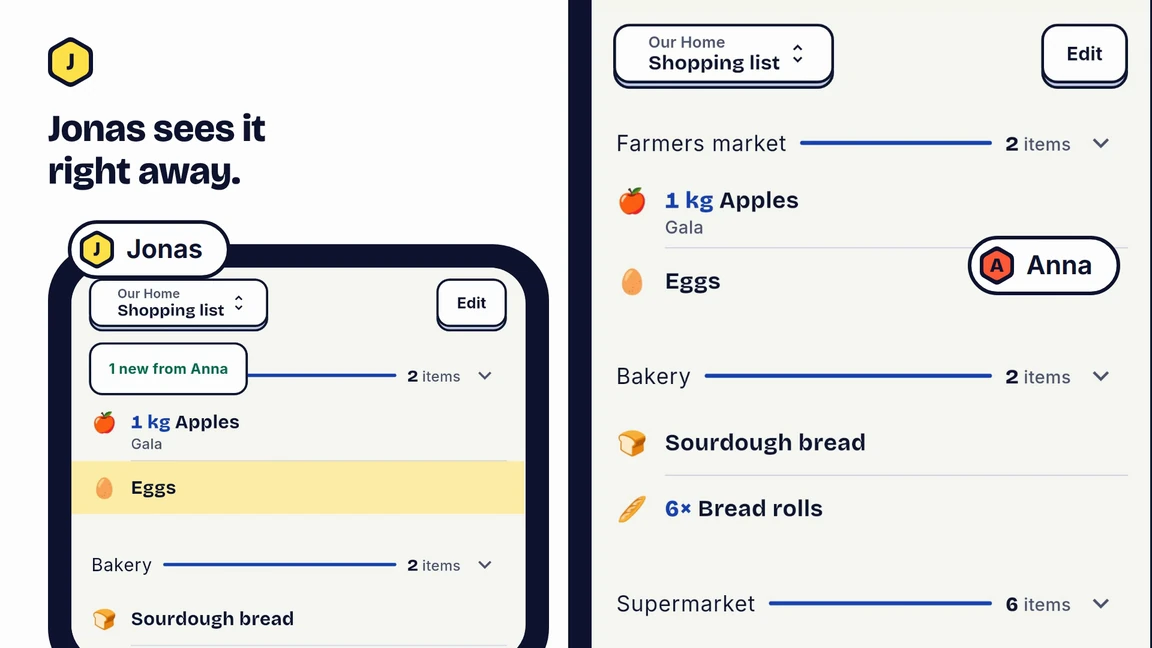 J
Jonas sees it
right away.
J Jonas
Our Home
Shopping list
Edit
1 new from Anna
2 items
1 kg Apples
Gala
Eggs
Bakery
2 items
Sourdough bread
Our Home
Shopping list
Edit
Farmers market
2 items
1 kg Apples
Gala
A Anna
Eggs
Bakery
2 items
Sourdough bread
6× Bread rolls
Supermarket
6 items